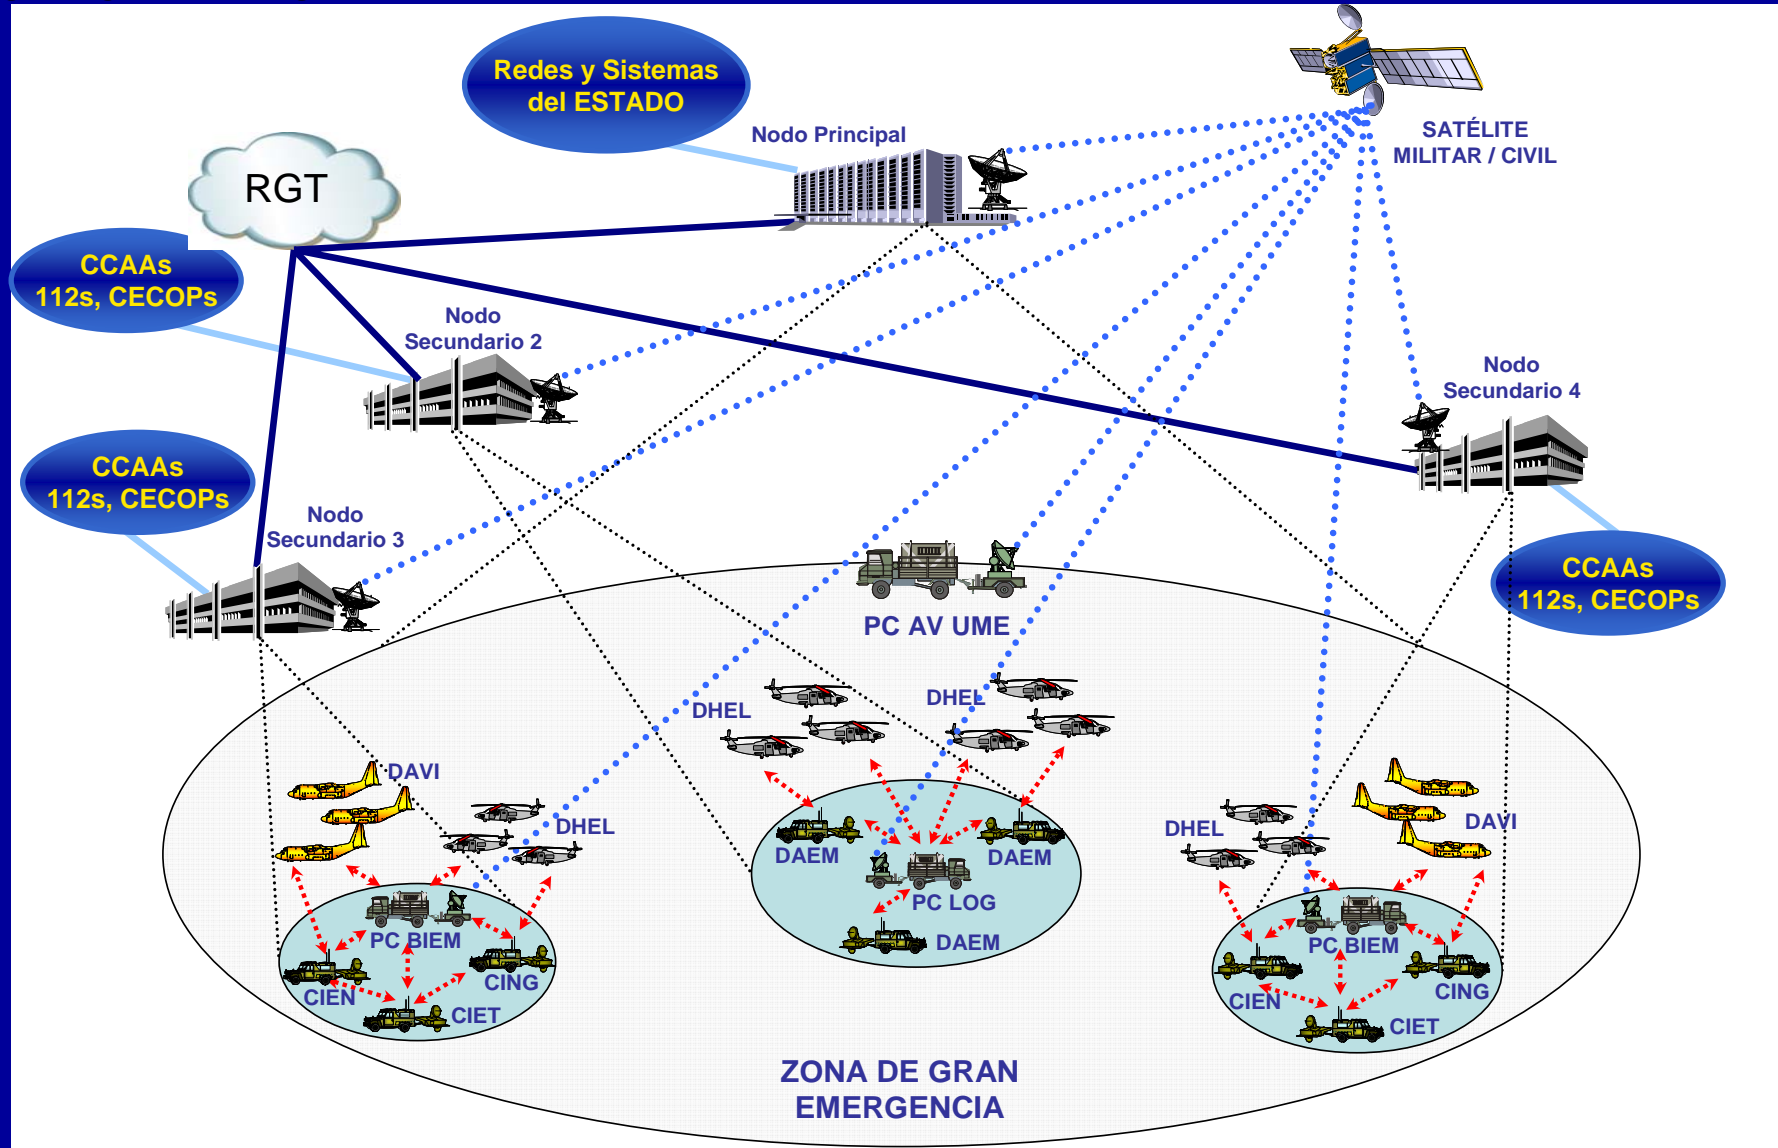 Redes y Sistemas
del ESTADO
Nodo Principal
SATÉLITE
MILITAR / CIVIL
RGT
CCAAs
112s, CECOPs
Nodo
Secundario 2
Nodo
Secundario 4
CCAAs
112s, CECOPs
Nodo
Secundario 3
CCAAs
112s, CECOPs
PC AV UME
DHEL
DHEL
DAVI
DHEL
DHEL
DAVI
DAEM
DAEM
PC LOG
DAEM
PC BIEM
CIEN
CING
CIET
PC BIEM
CIEN
CING
CIET
ZONA DE GRAN
EMERGENCIA